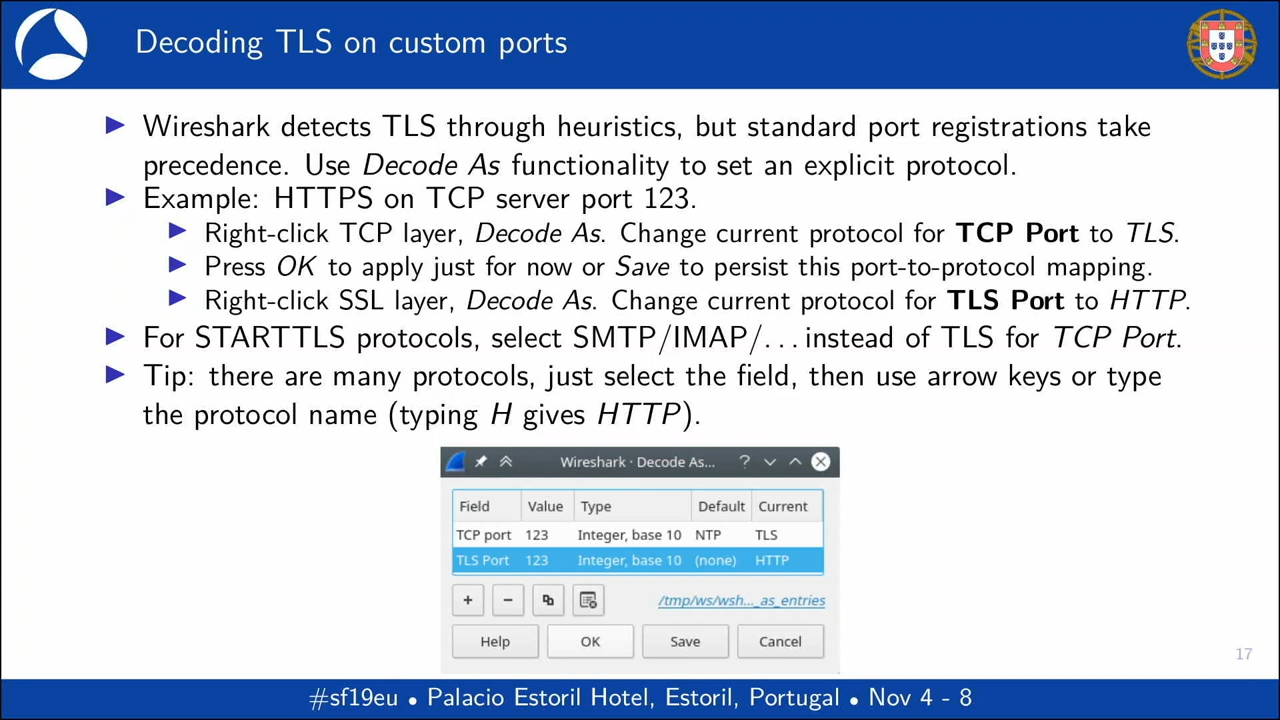 Decoding TLS on custom ports
▶ Wireshark detects TLS through heuristics, but standard port registrations take
precedence. Use Decode As functionality to set an explicit protocol.
▶ Example: HTTPS on TCP server port 123.
▶ Right-click TCP layer, Decode As. Change current protocol for TCP Port to TLS.
▶ Press OK to apply just for now or Save to persist this port-to-protocol mapping.
▶ Right-click SSL layer, Decode As. Change current protocol for TLS Port to HTTP.
▶ For STARTTLS protocols, select SMTP/IMAP/... instead of TLS for TCP Port.
▶ Tip: there are many protocols, just select the field, then use arrow keys or type
the protocol name (typing H gives HTTP).
Wireshark · Decode As...
Field Value Type Default Current
TCP port 123 Integer, base 10 NTP TLS
TLS Port 123 Integer, base 10 (none) HTTP
/tmp/ws/wsh..._as_entries
Help OK Save Cancel
17
#sf19eu • Palacio Estoril Hotel, Estoril, Portugal • Nov 4 - 8